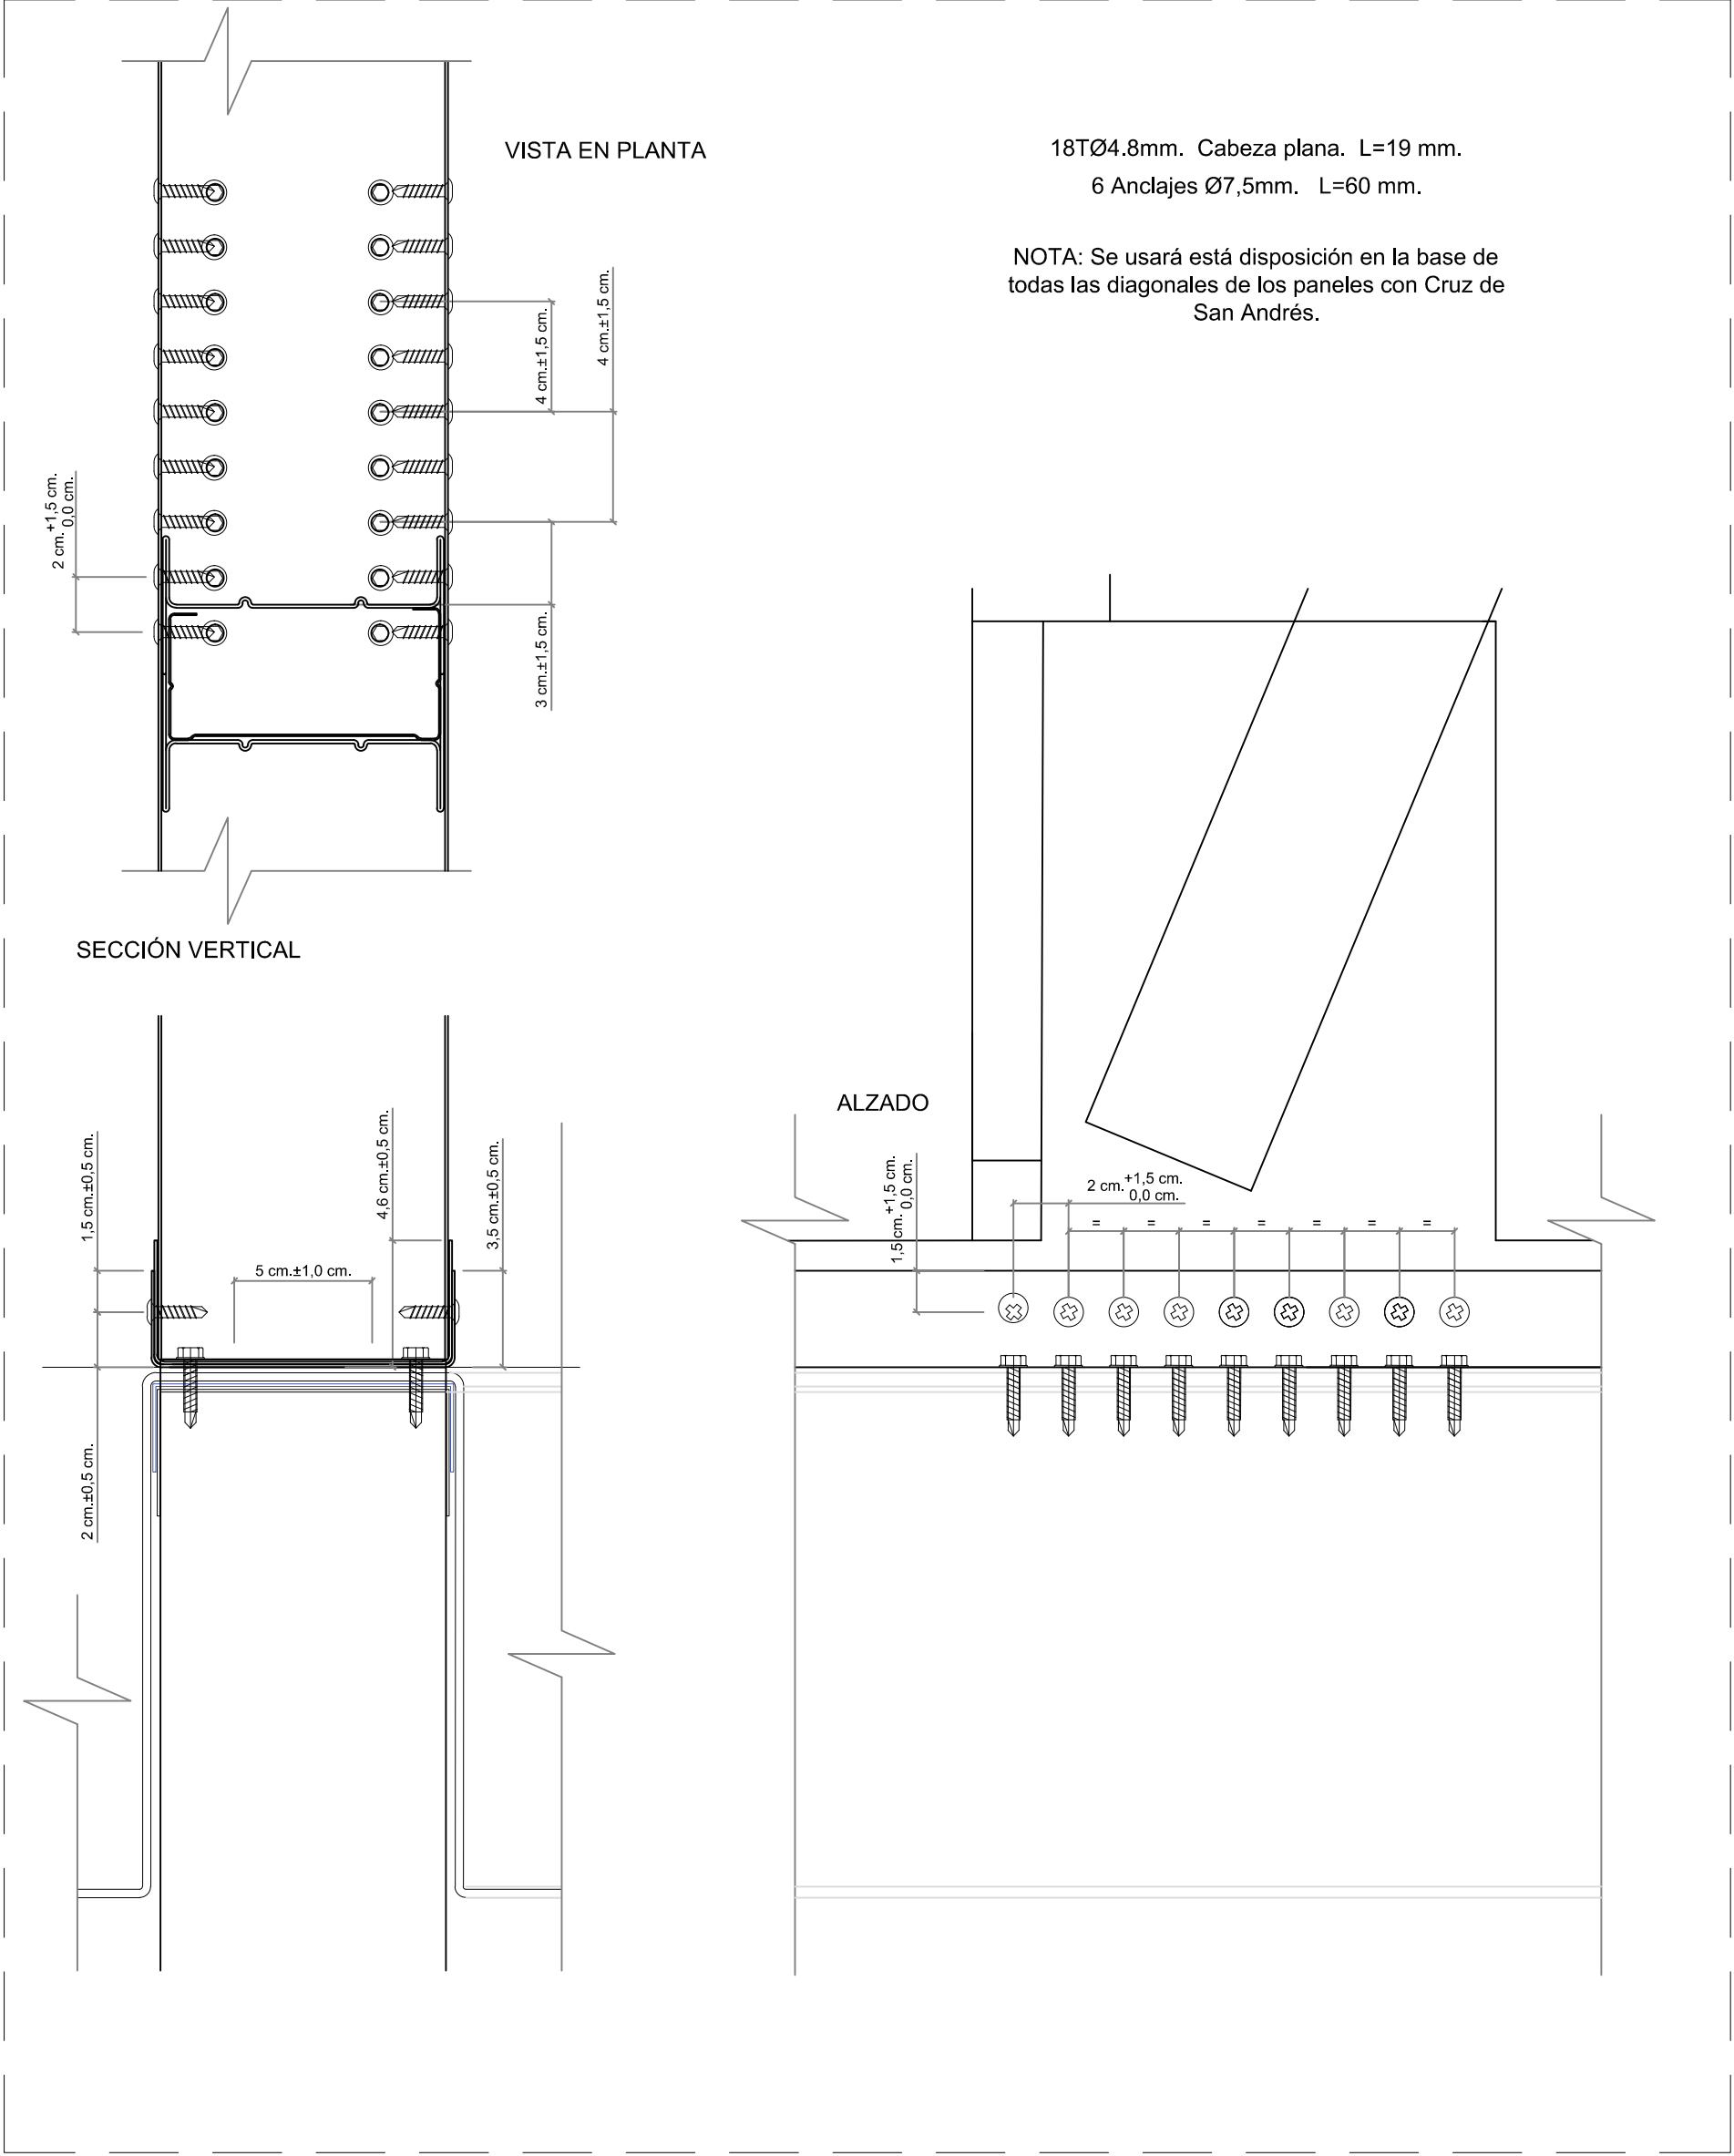 VISTA EN PLANTA
18TØ4.8mm. Cabeza plana. L=19 mm.
6 Anclajes Ø7,5mm. L=60 mm.
NOTA: Se usará está disposición en la base de
todas las diagonales de los paneles con Cruz de
San Andrés.
4 cm.±1,5 cm.
4 cm.±1,5 cm.
2 cm. +1,5 cm.
0,0 cm.
3 cm.±1,5 cm.
SECCIÓN VERTICAL
1,5 cm.±0,5 cm.
4,6 cm.±0,5 cm.
3,5 cm.±0,5 cm.
5 cm.±1,0 cm.
2 cm.±0,5 cm.
ALZADO
1,5 cm. +1,5 cm.
0,0 cm.
2 cm. +1,5 cm.
0,0 cm.
= = = = = = =